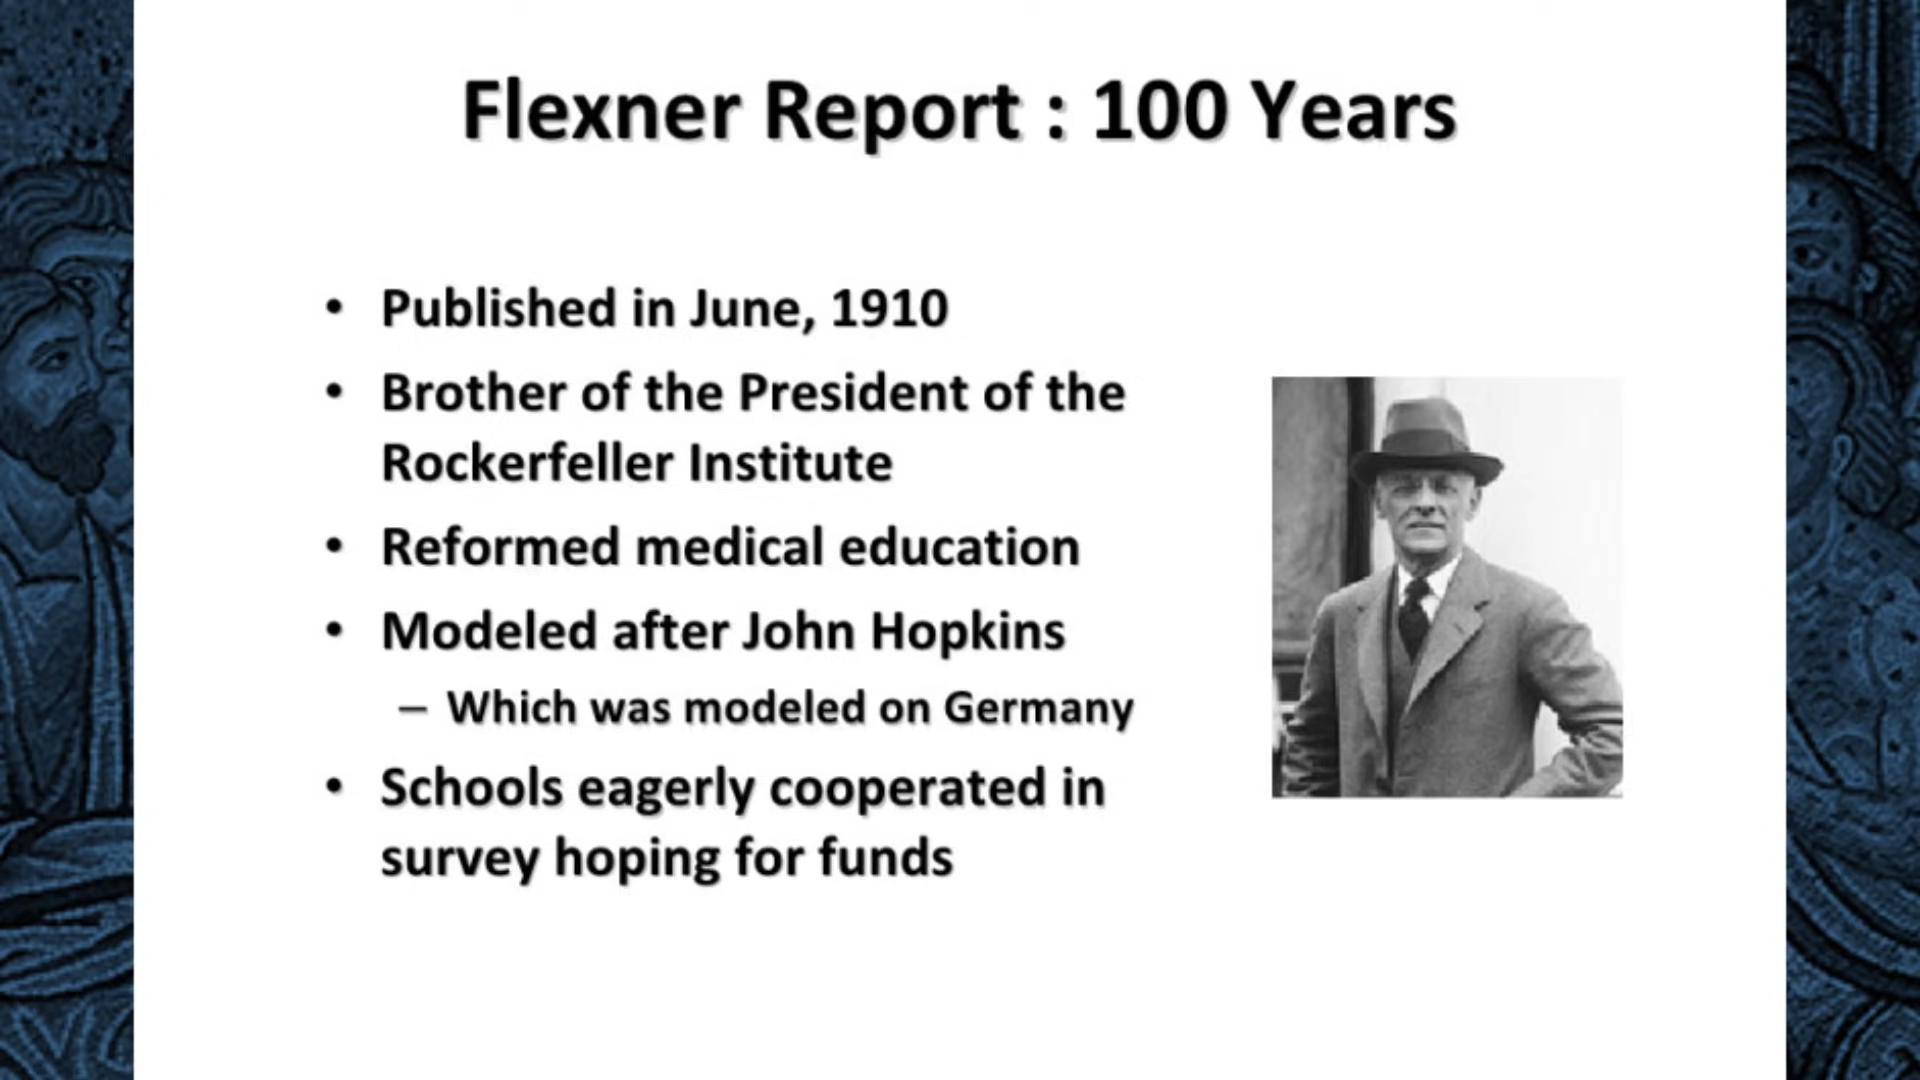 Flexner Report : 100 Years
• Published in June, 1910
• Brother of the President of the
Rockerfeller Institute
• Reformed medical education
• Modeled after John Hopkins
– Which was modeled on Germany
• Schools eagerly cooperated in
survey hoping for funds